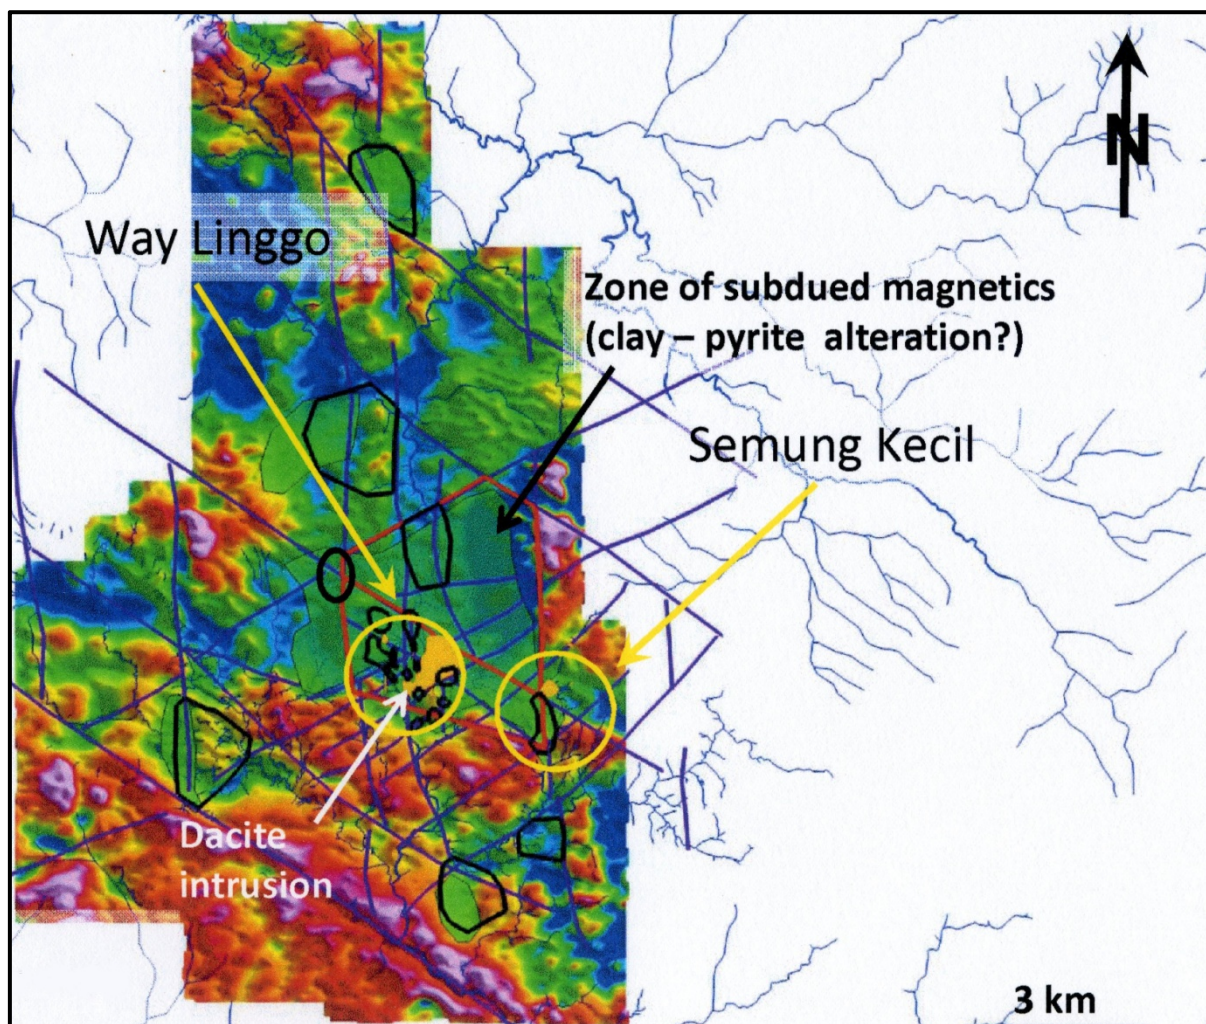 N
Way Linggo
Zone of subdued magnetics
(clay – pyrite alteration?)
Semung Kecil
Dacite
intrusion
3 km